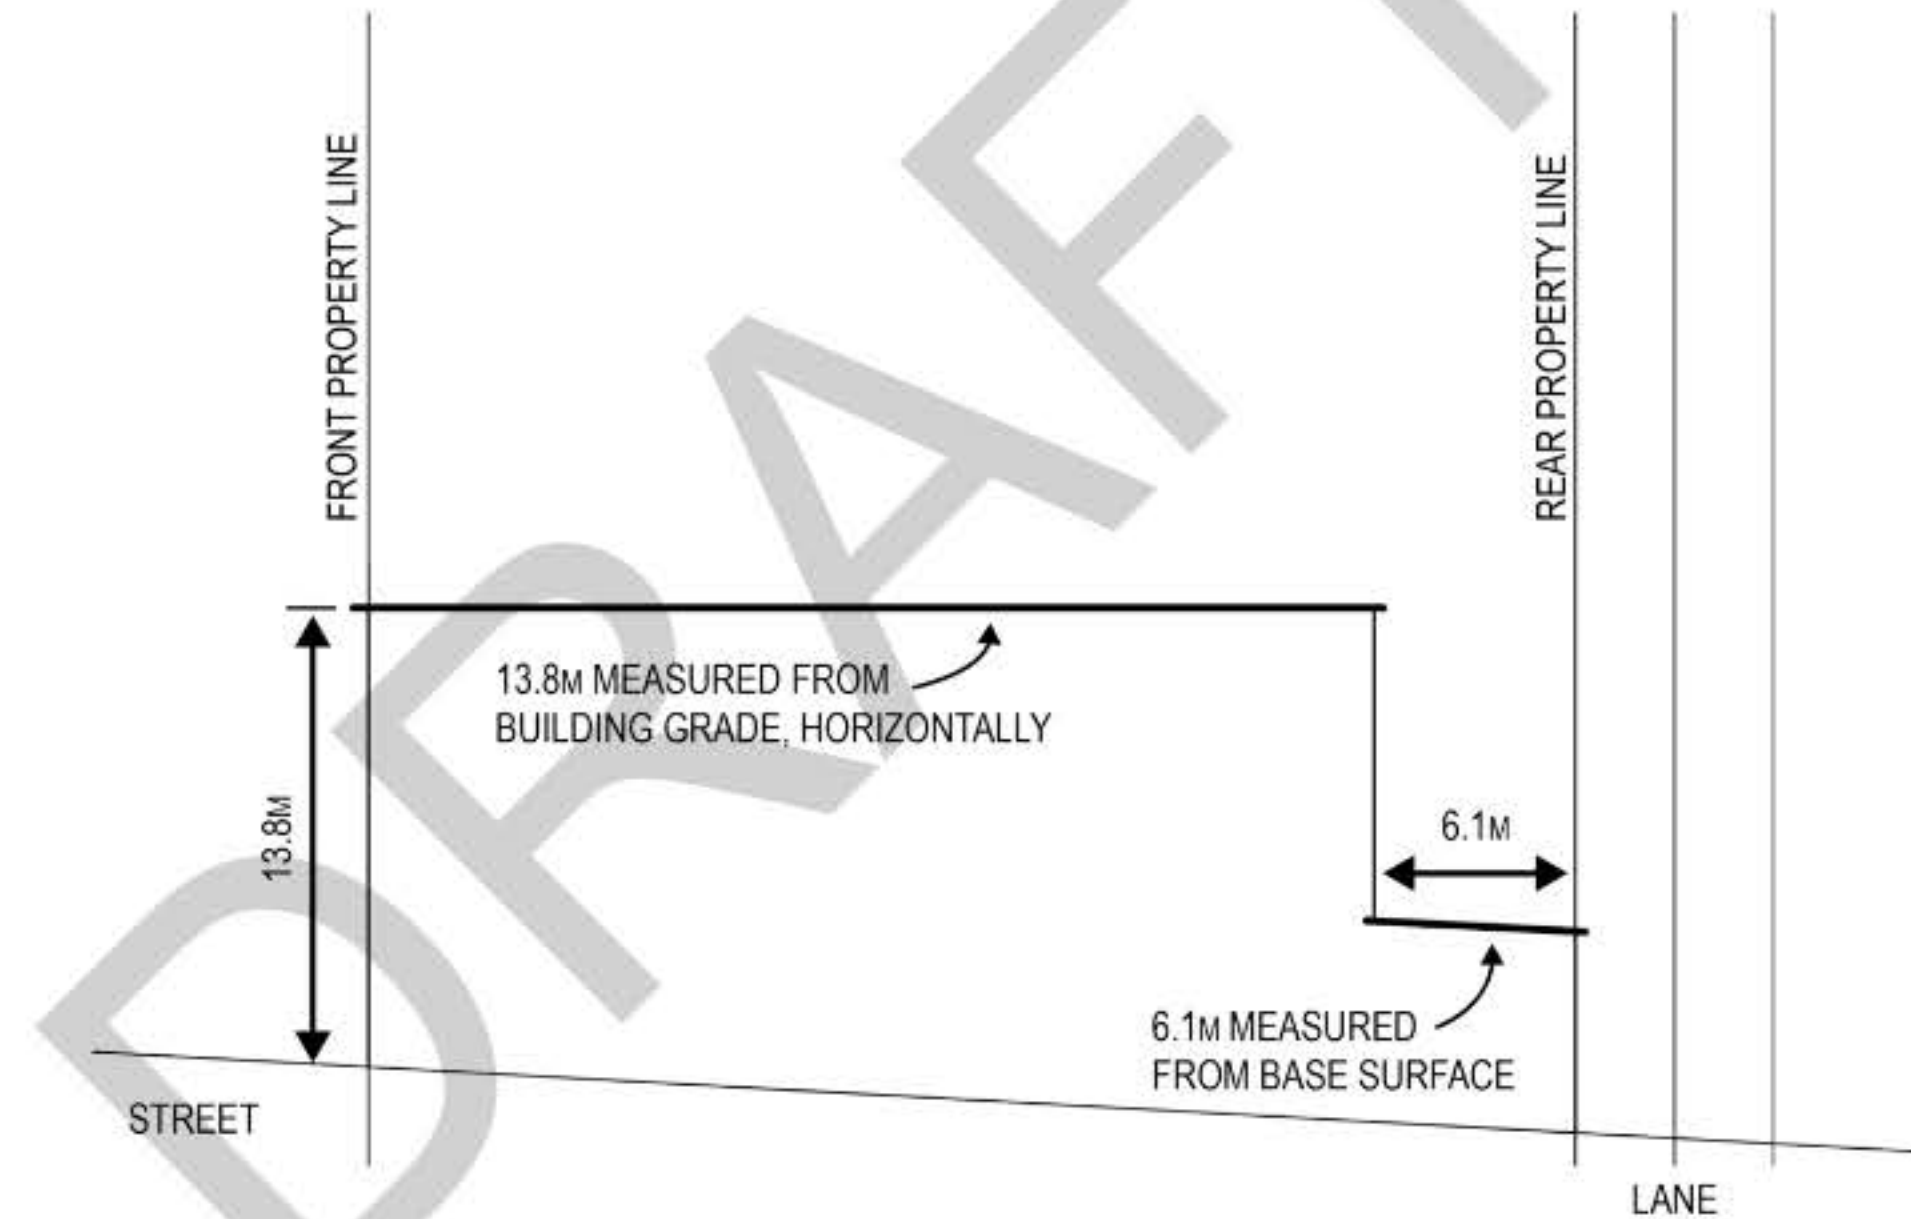 FRONT PROPERTY LINE
REAR PROPERTY LINE
13.8M MEASURED FROM
BUILDING GRADE, HORIZONTALLY
13.8M
6.1M
6.1M MEASURED
FROM BASE SURFACE
STREET
LANE
DRAFT